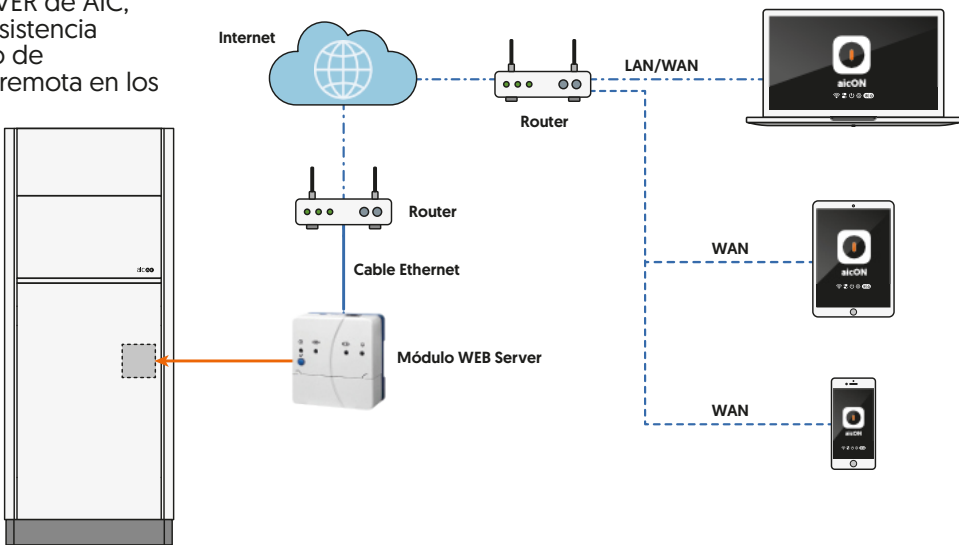 VER de AIC,
sistencia
o de
remota en los
Internet
LAN/WAN
aicON
Router
Router
WAN
aicON
Cable Ethernet
Módulo WEB Server
WAN
aicON